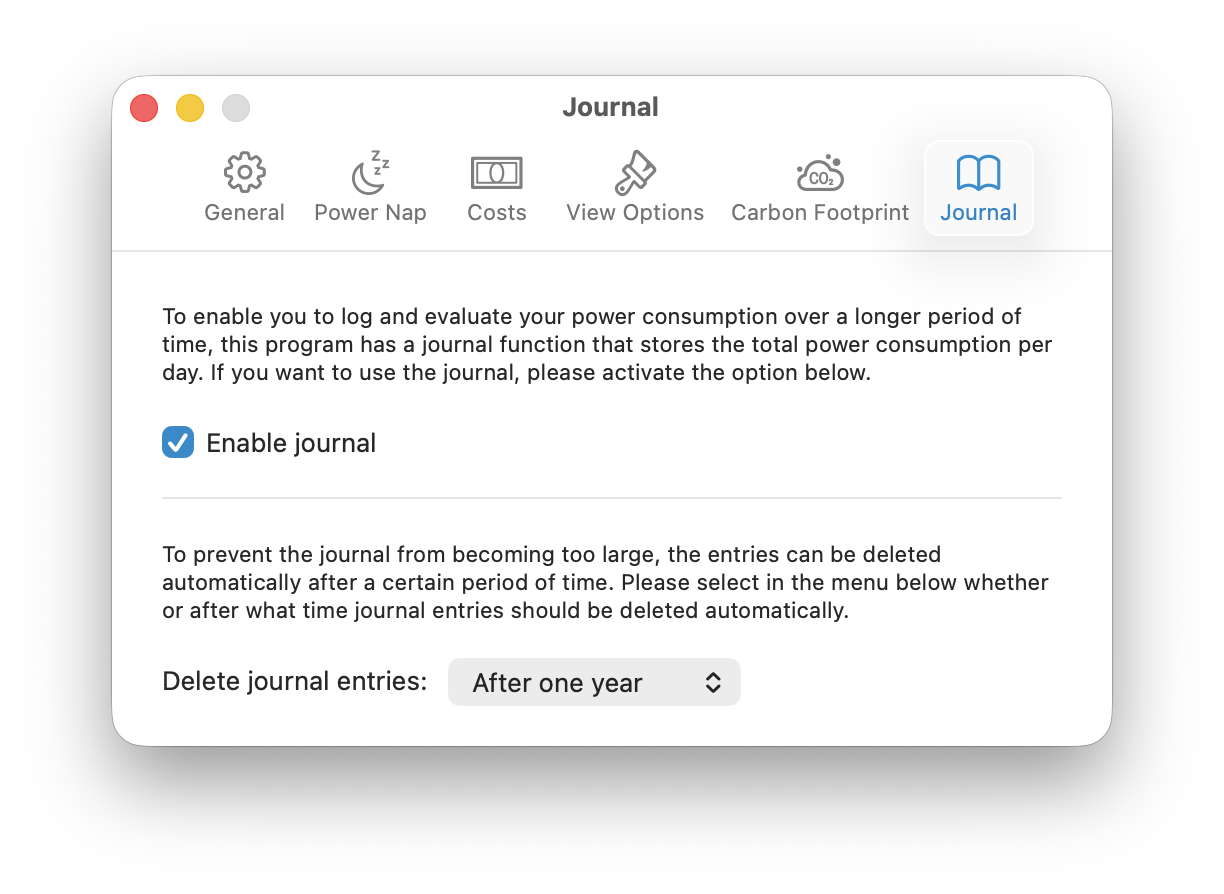 Journal
General
Power Nap
Costs
View Options
CO₂
Carbon Footprint
Journal
To enable you to log and evaluate your power consumption over a longer period of
time, this program has a journal function that stores the total power consumption per
day. If you want to use the journal, please activate the option below.
Enable journal
To prevent the journal from becoming too large, the entries can be deleted
automatically after a certain period of time. Please select in the menu below whether
or after what time journal entries should be deleted automatically.
Delete journal entries: After one year